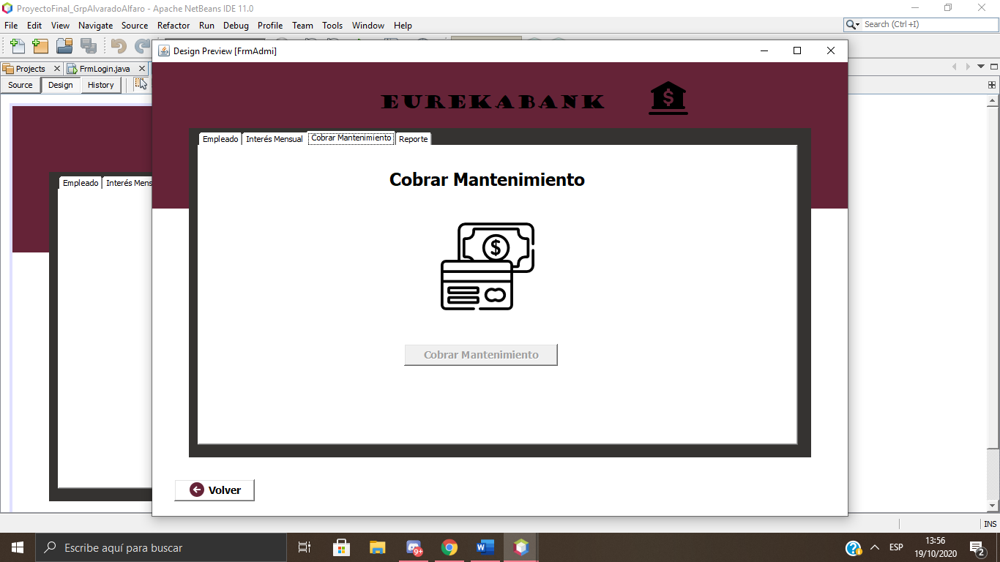 ProyectoFinal_GrpAlvaradoAlfaro - Apache NetBeans IDE 11.0
File Edit View Navigate Source Refactor Run Debug Profile Team Tools Window Help
Search (Ctrl+I)
Design Preview [FrmAdmi]
Projects FrmLogin.java
Source Design History
EUREKABANK
$
Empleado Interés Mensual Cobrar Mantenimiento Reporte
Empleado Interés Mens
Cobrar Mantenimiento
$
Cobrar Mantenimiento
Volver
INS
Escribe aquí para buscar
9+
W
ESP
13:56
19/10/2020
2